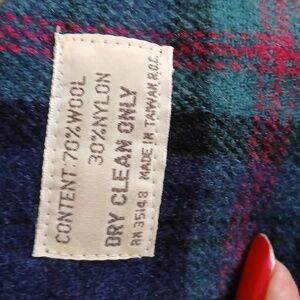 CONTENT: 70% WOOL
30% NYLON
DRY CLEAN ONLY
RN 35148 MADE IN TAIWAN R.O.C.